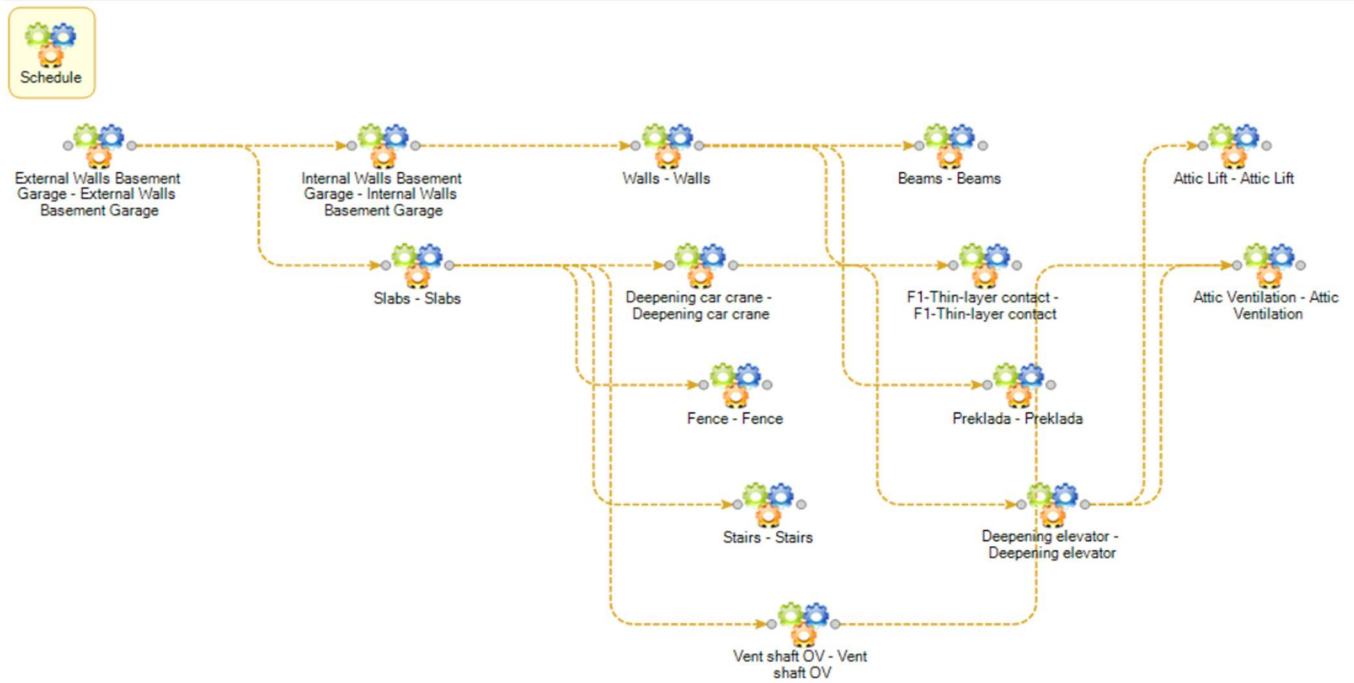 Schedule
External Walls Basement
Garage - External Walls
Basement Garage
Internal Walls Basement
Garage - Internal Walls
Basement Garage
Walls - Walls
Beams - Beams
Attic Lift - Attic Lift
Slabs - Slabs
Deepening car crane -
Deepening car crane
F1-Thin-layer contact -
F1-Thin-layer contact
Attic Ventilation - Attic
Ventilation
Fence - Fence
Preklada - Preklada
Stairs - Stairs
Deepening elevator -
Deepening elevator
Vent shaft OV - Vent
shaft OV